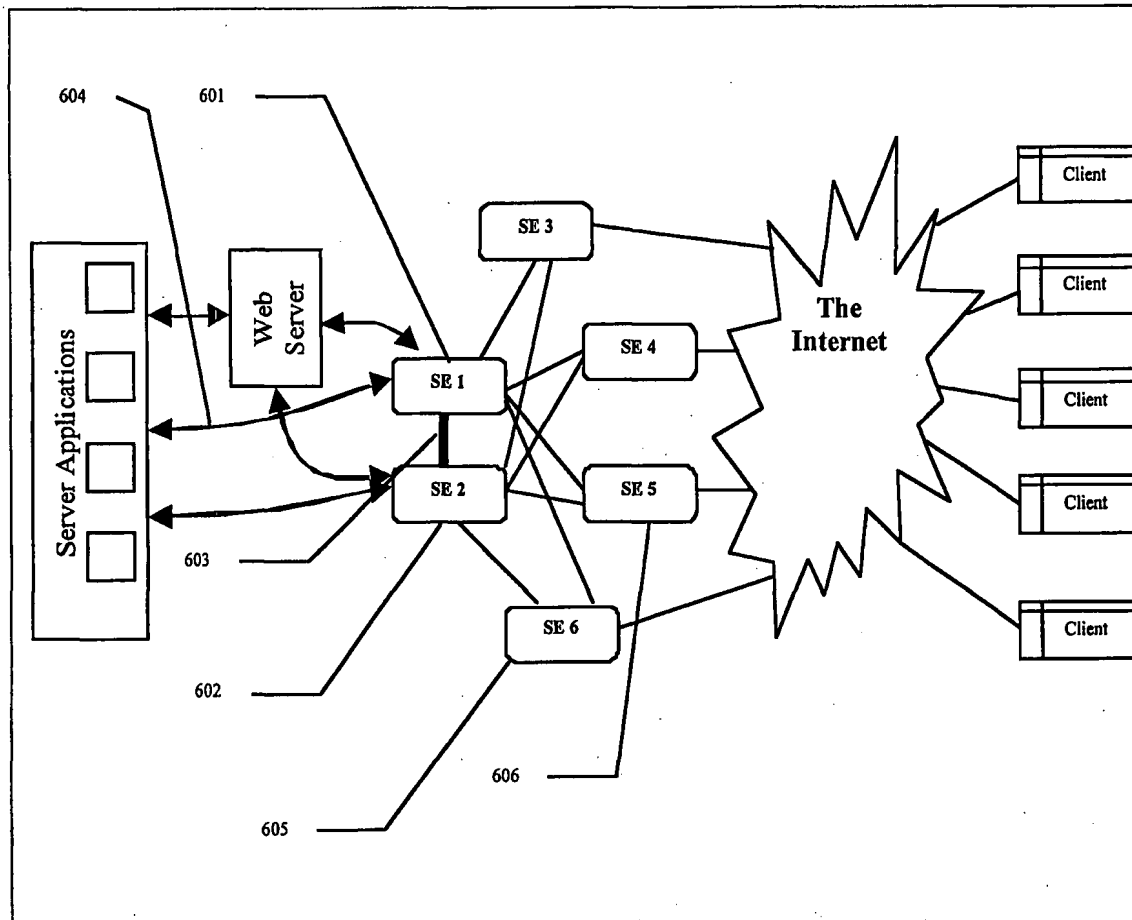 604
601
Client
SE 3
Client
The
Internet
Web
Server
SE 4
SE 1
Client
Server Applications
SE 2
SE 5
Client
603
SE 6
Client
602
606
605